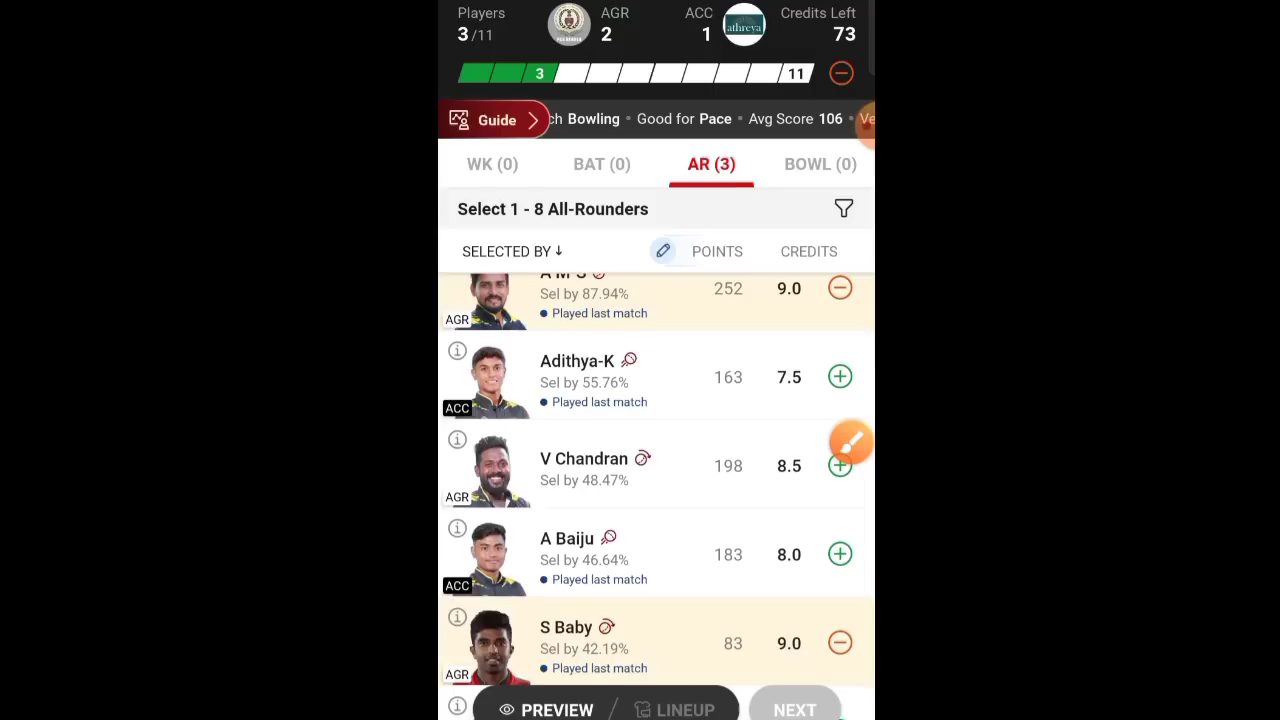 Players AGR ACC Credits Left
3 /11 2 1 athreya 73
3 11
Guide ch Bowling • Good for Pace • Avg Score 106 • Ve
WK (0) BAT (0) AR (3) BOWL (0)
Select 1 - 8 All-Rounders
SELECTED BY ↓ POINTS CREDITS
A M S
Sel by 87.94% 252 9.0
Played last match
AGR
Adithya-K
Sel by 55.76% 163 7.5
Played last match
ACC
V Chandran
Sel by 48.47% 198 8.5
AGR
A Baiju
Sel by 46.64% 183 8.0
Played last match
ACC
S Baby
Sel by 42.19% 83 9.0
Played last match
AGR
PREVIEW / LINEUP NEXT